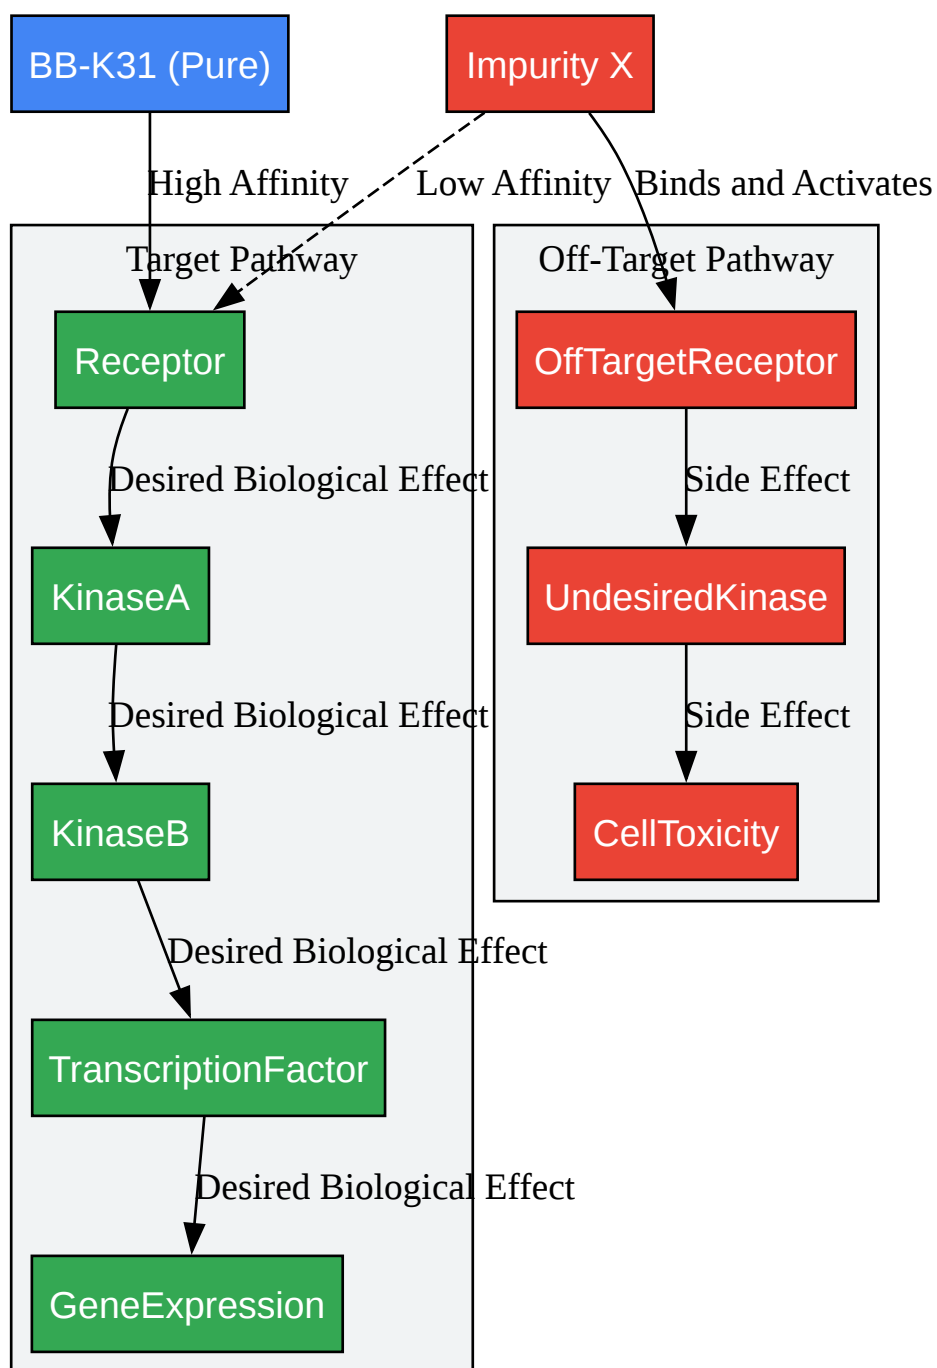 BB-K31 (Pure)
Impurity X
High Affinity
Low Affinity
Binds and Activates
Target Pathway
Off-Target Pathway
Receptor
OffTargetReceptor
Desired Biological Effect
Side Effect
KinaseA
UndesiredKinase
Desired Biological Effect
Side Effect
KinaseB
CellToxicity
Desired Biological Effect
TranscriptionFactor
Desired Biological Effect
GeneExpression